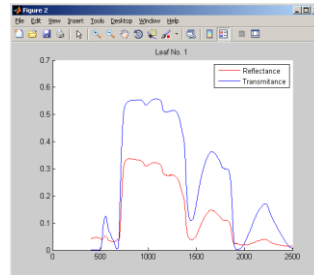 Figure 2
File Edit View Insert Tools Desktop Window Help
Leaf No. 1
0.7
0.6
0.5
0.4
0.3
0.2
0.1
0
Reflectance
Transmitance
0 500 1000 1500 2000 2500